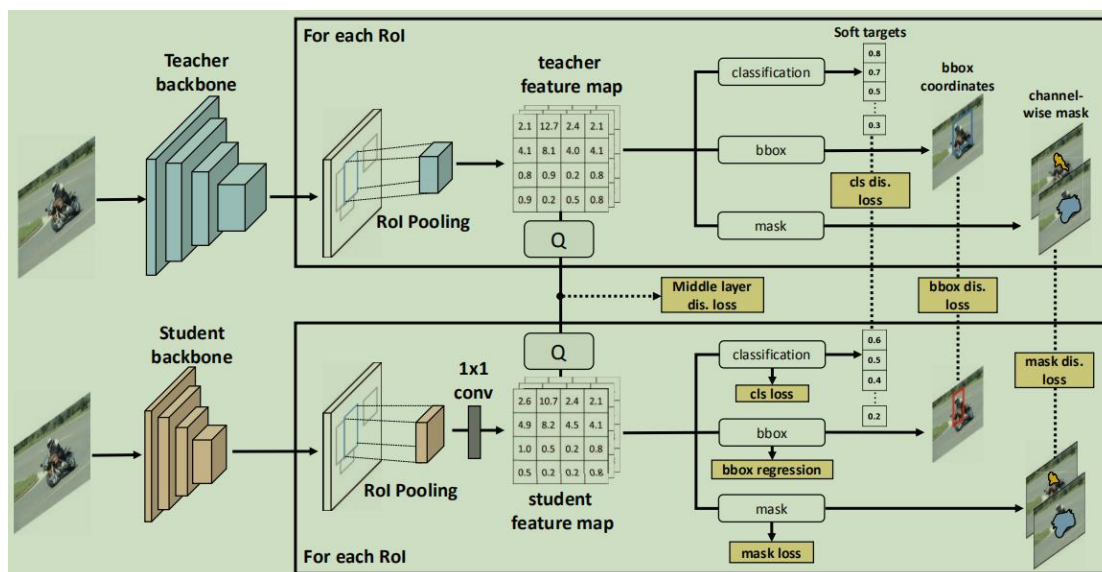 For each RoI
Teacher
backbone
RoI Pooling
teacher
feature map
2.1 12.7 2.4 2.1
4.1 8.1 4.0 4.1
0.8 0.9 0.2 0.8
0.9 0.2 0.5 0.8
Q
classification
bbox
mask
Soft targets
0.8
0.7
0.5
0.3
cls dis.
loss
bbox
coordinates
channel-
wise mask
Middle layer
dis. loss
bbox dis.
loss
mask dis.
loss
Student
backbone
RoI Pooling
1x1
conv
Q
2.6 10.7 2.4 2.1
4.9 8.2 4.5 4.1
1.0 0.5 0.2 0.8
0.5 0.2 0.2 0.8
student
feature map
classification
cls loss
bbox
bbox regression
mask
mask loss
0.6
0.5
0.4
0.2
For each RoI